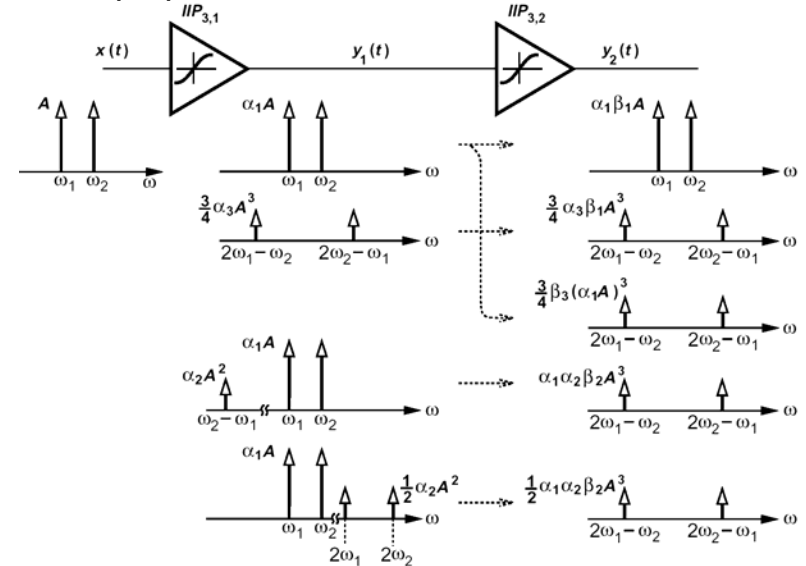 IIP₃,₁ IIP₃,₂
x(t) y₁(t) y₂(t)
A α₁A α₁β₁A
ω₁ ω₂ ω ω₁ ω₂ ω ω₁ ω₂ ω
3/4 α₃A³ 3/4 α₃β₁A³
2ω₁−ω₂ 2ω₂−ω₁ ω 2ω₁−ω₂ 2ω₂−ω₁ ω
3/4 β₃(α₁A)³
2ω₁−ω₂ 2ω₂−ω₁ ω
α₁A
α₂A² α₁α₂β₂A³
ω₂−ω₁ ω₁ ω₂ ω 2ω₁−ω₂ 2ω₂−ω₁ ω
α₁A
1/2 α₂A² 1/2 α₁α₂β₂A³
ω₁ ω₂ ω 2ω₁−ω₂ 2ω₂−ω₁ ω
2ω₁ 2ω₂